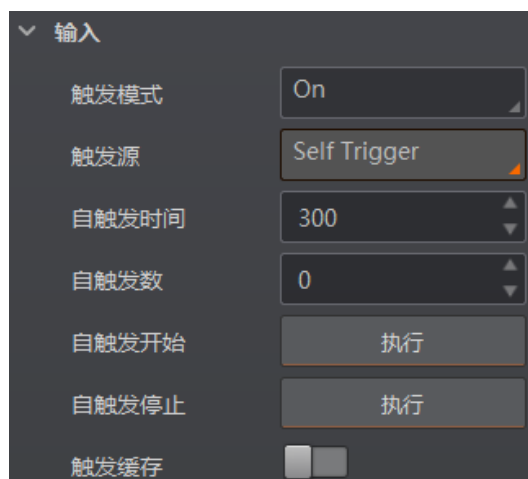 输入
触发模式 On
触发源 Self Trigger
自触发时间 300
自触发数 0
自触发开始 执行
自触发停止 执行
触发缓存